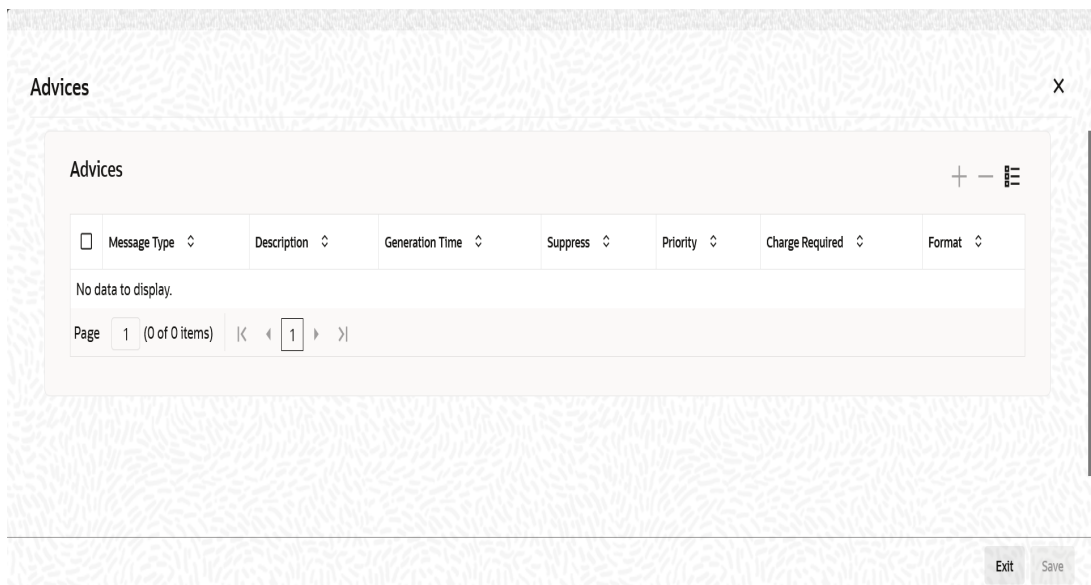 Advices
X
Advices
Message Type Description Generation Time Suppress Priority Charge Required Format
No data to display.
Page 1 (0 of 0 items) 1
Exit Save